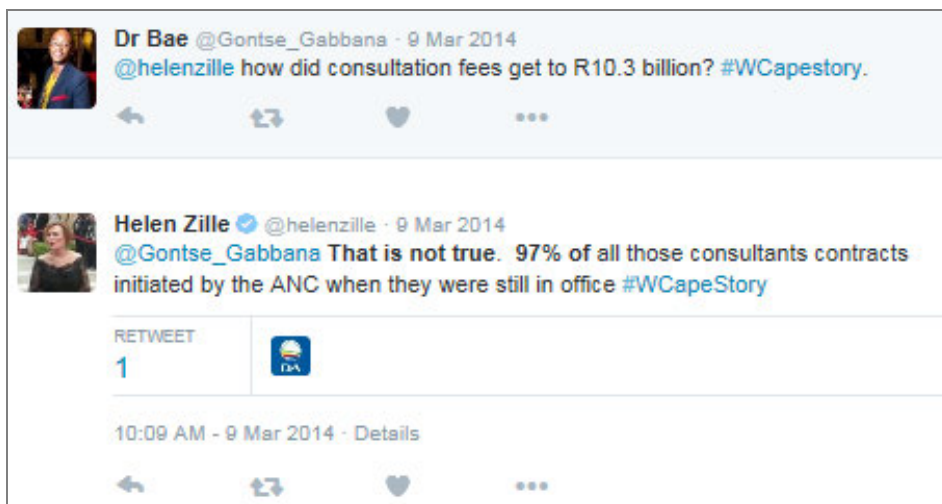 Dr Bae @Gontse_Gabbana · 9 Mar 2014
@helenzille how did consultation fees get to R10.3 billion? #WCapestory.
Helen Zille @helenzille · 9 Mar 2014
@Gontse_Gabbana That is not true. 97% of all those consultants contracts
initiated by the ANC when they were still in office #WCapeStory
RETWEET
1
DA
10:09 AM - 9 Mar 2014 · Details